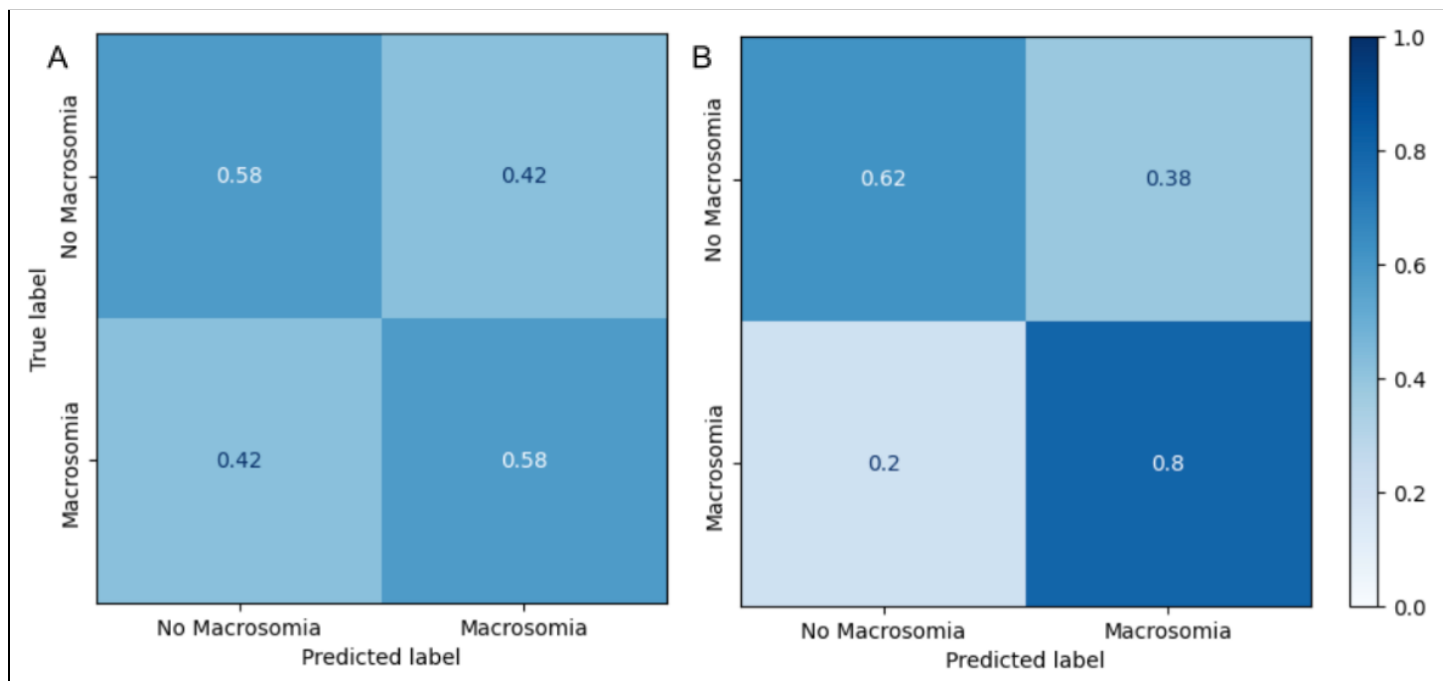 A
True label
No Macrosomia
Macrosomia
0.58
0.42
0.42
0.58
No Macrosomia
Macrosomia
Predicted label
B
No Macrosomia
Macrosomia
0.62
0.38
0.2
0.8
No Macrosomia
Macrosomia
Predicted label
1.0
0.8
0.6
0.4
0.2
0.0